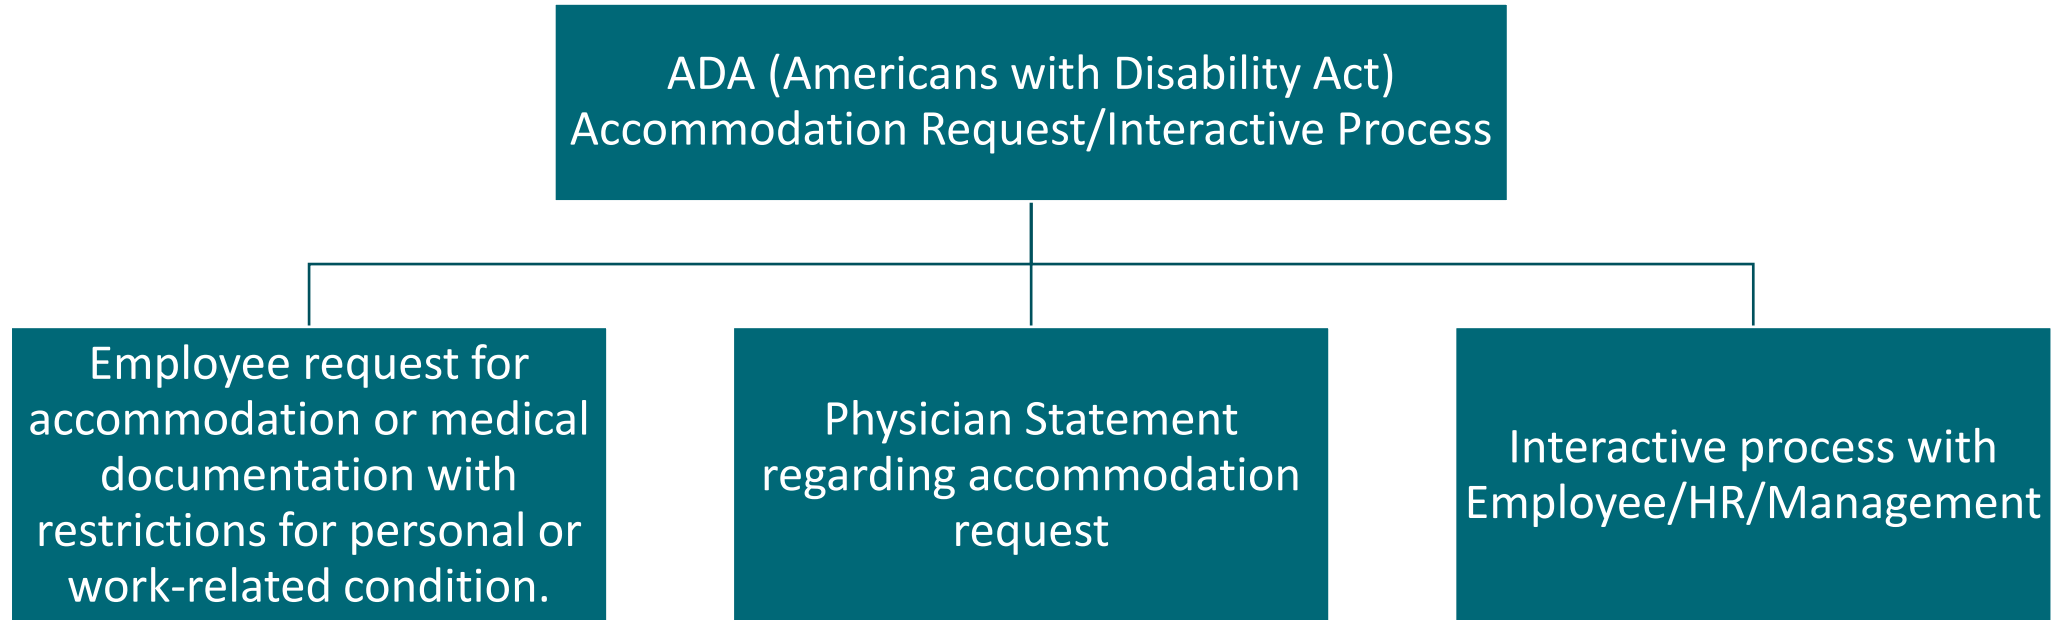 ADA (Americans with Disability Act)
Accommodation Request/Interactive Process
Employee request for
accommodation or medical
documentation with
restrictions for personal or
work-related condition.
Physician Statement
regarding accommodation
request
Interactive process with
Employee/HR/Management